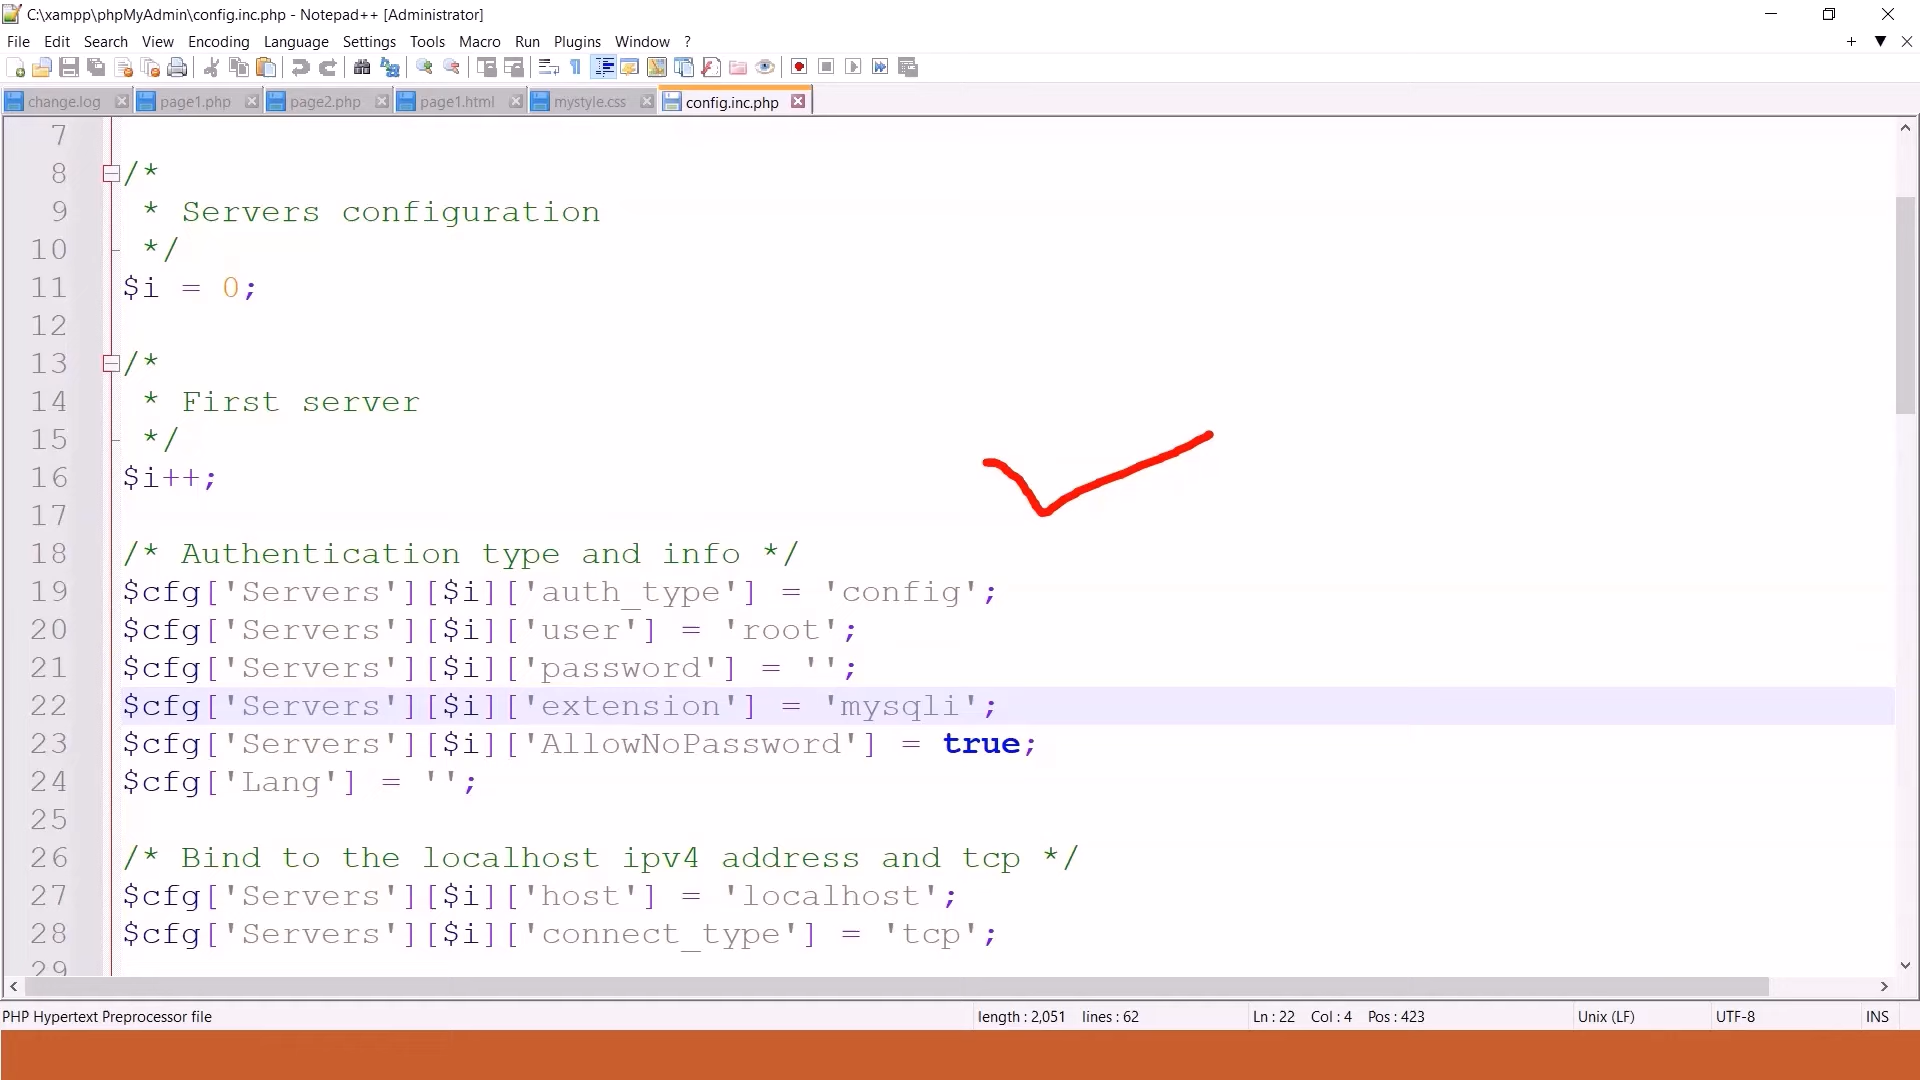 C:\xampp\phpMyAdmin\config.inc.php - Notepad++ [Administrator]
File Edit Search View Encoding Language Settings Tools Macro Run Plugins Window ?
change.log page1.php page2.php page1.html mystyle.css config.inc.php
7
8 /*
9 * Servers configuration
10 */
11 $i = 0;
12
13 /*
14 * First server
15 */
16 $i++;
17
18 /* Authentication type and info */
19 $cfg['Servers'][$i]['auth_type'] = 'config';
20 $cfg['Servers'][$i]['user'] = 'root';
21 $cfg['Servers'][$i]['password'] = '';
22 $cfg['Servers'][$i]['extension'] = 'mysqli';
23 $cfg['Servers'][$i]['AllowNoPassword'] = true;
24 $cfg['Lang'] = '';
25
26 /* Bind to the localhost ipv4 address and tcp */
27 $cfg['Servers'][$i]['host'] = 'localhost';
28 $cfg['Servers'][$i]['connect_type'] = 'tcp';
29
PHP Hypertext Preprocessor file length : 2,051 lines : 62 Ln : 22 Col : 4 Pos : 423 Unix (LF) UTF-8 INS